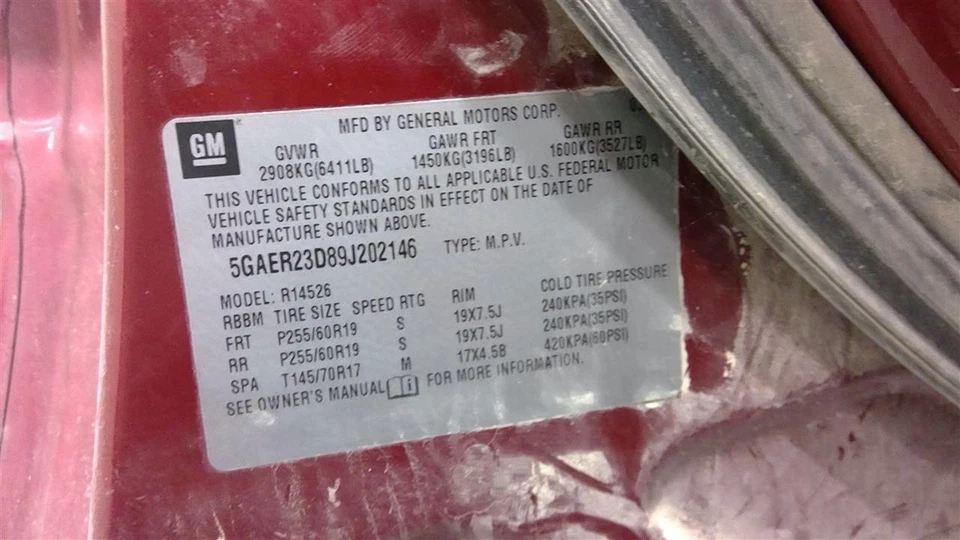 GM
MFD BY GENERAL MOTORS CORP.
GVWR GAWR FRT GAWR RR
2908KG(6411LB) 1450KG(3196LB) 1600KG(3527LB)
THIS VEHICLE CONFORMS TO ALL APPLICABLE U.S. FEDERAL MOTOR
VEHICLE SAFETY STANDARDS IN EFFECT ON THE DATE OF
MANUFACTURE SHOWN ABOVE.
5GAER23D89J202146 TYPE: M.P.V.
MODEL: R14526
RBBM TIRE SIZE SPEED RTG RIM COLD TIRE PRESSURE
FRT P255/60R19 S 19X7.5J 240KPA(35PSI)
RR P255/60R19 S 19X7.5J 240KPA(35PSI)
SPA T145/70R17 M 17X4.5B 420KPA(60PSI)
SEE OWNER'S MANUAL i FOR MORE INFORMATION.